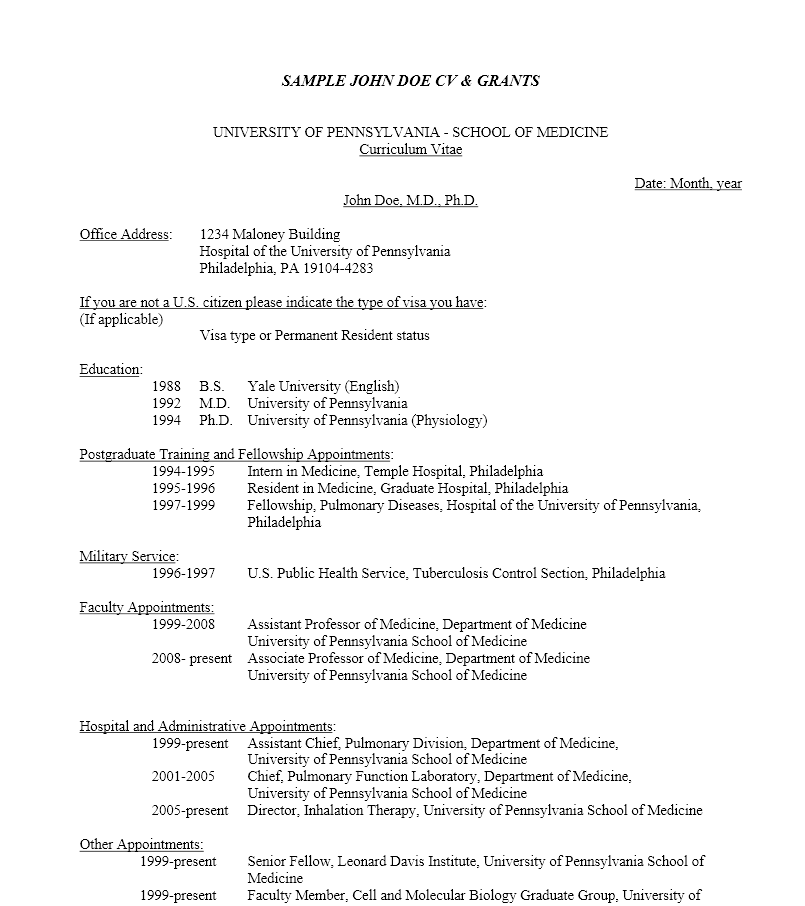 SAMPLE JOHN DOE CV & GRANTS
UNIVERSITY OF PENNSYLVANIA - SCHOOL OF MEDICINE
Curriculum Vitae
Date: Month, year
John Doe, M.D., Ph.D.
Office Address: 1234 Maloney Building
Hospital of the University of Pennsylvania
Philadelphia, PA 19104-4283
If you are not a U.S. citizen please indicate the type of visa you have:
(If applicable)
Visa type or Permanent Resident status
Education:
1988 B.S. Yale University (English)
1992 M.D. University of Pennsylvania
1994 Ph.D. University of Pennsylvania (Physiology)
Postgraduate Training and Fellowship Appointments:
1994-1995 Intern in Medicine, Temple Hospital, Philadelphia
1995-1996 Resident in Medicine, Graduate Hospital, Philadelphia
1997-1999 Fellowship, Pulmonary Diseases, Hospital of the University of Pennsylvania,
Philadelphia
Military Service:
1996-1997 U.S. Public Health Service, Tuberculosis Control Section, Philadelphia
Faculty Appointments:
1999-2008 Assistant Professor of Medicine, Department of Medicine
University of Pennsylvania School of Medicine
2008- present Associate Professor of Medicine, Department of Medicine
University of Pennsylvania School of Medicine
Hospital and Administrative Appointments:
1999-present Assistant Chief, Pulmonary Division, Department of Medicine,
University of Pennsylvania School of Medicine
2001-2005 Chief, Pulmonary Function Laboratory, Department of Medicine,
University of Pennsylvania School of Medicine
2005-present Director, Inhalation Therapy, University of Pennsylvania School of Medicine
Other Appointments:
1999-present Senior Fellow, Leonard Davis Institute, University of Pennsylvania School of
Medicine
1999-present Faculty Member, Cell and Molecular Biology Graduate Group, University of